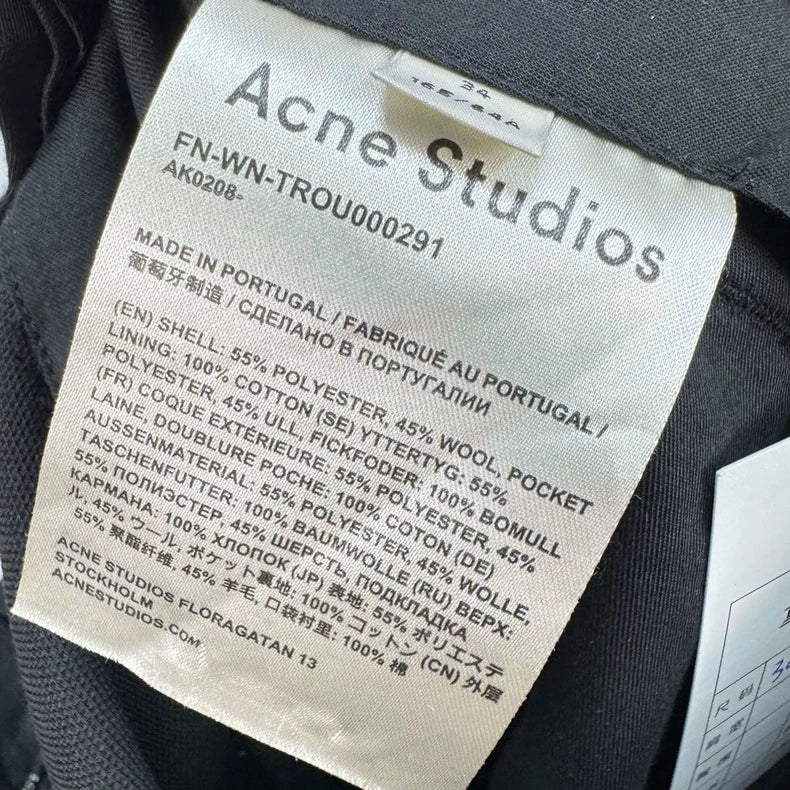 34
165/64A
Acne Studios
FN-WN-TROU000291
AK0208-
MADE IN PORTUGAL / FABRIQUÉ AU PORTUGAL /
葡萄牙制造 / СДЕЛАНО В ПОРТУГАЛИИ
(EN) SHELL: 55% POLYESTER, 45% WOOL, POCKET
LINING: 100% COTTON (SE) YTTERTYG: 55%
POLYESTER, 45% ULL, FICKFODER: 100% BOMULL
(FR) COQUE EXTÉRIEURE: 55% POLYESTER, 45%
LAINE, DOUBLURE POCHE: 100% COTON (DE)
AUSSENMATERIAL: 55% POLYESTER, 45% WOLLE,
TASCHENFUTTER: 100% BAUMWOLLE (RU) ВЕРХ:
55% ПОЛИЭСТЕР, 45% ШЕРСТЬ, ПОДКЛАДКА
КАРМАНА: 100% ХЛОПОК (JP) 表地: 55% ポリエステ
ル, 45% ウール, ポケット裏地: 100% コットン (CN) 外层
55% 聚酯纤维, 45% 羊毛, 口袋衬里: 100% 棉
ACNE STUDIOS FLORAGATAN 13
STOCKHOLM
ACNESTUDIOS.COM
尺码